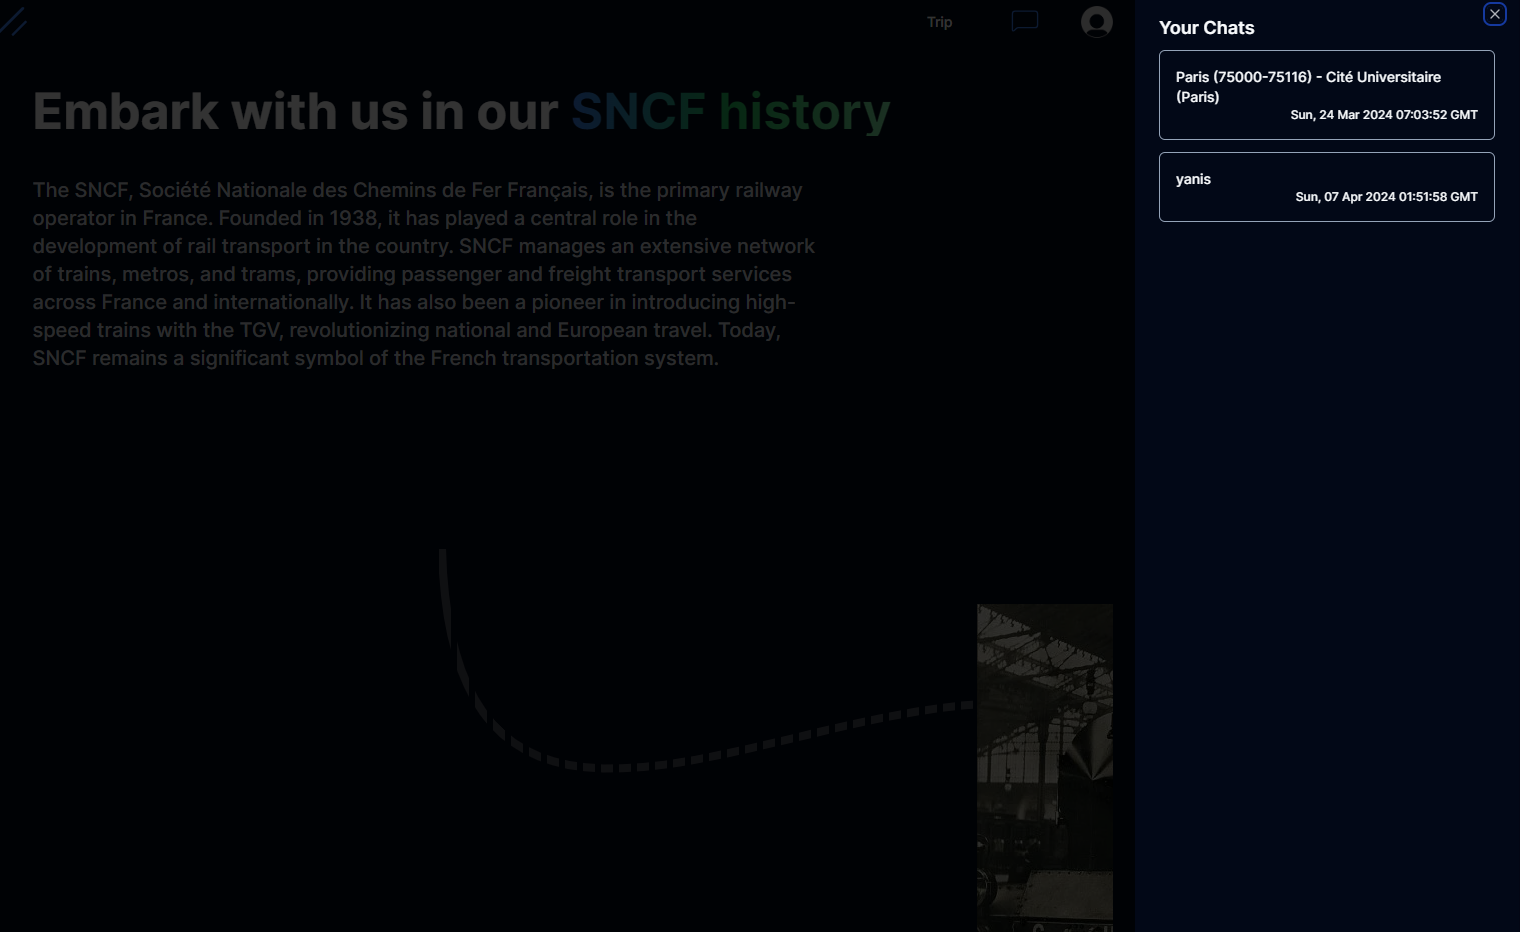 Trip
Embark with us in our SNCF history
The SNCF, Société Nationale des Chemins de Fer Français, is the primary railway
operator in France. Founded in 1938, it has played a central role in the
development of rail transport in the country. SNCF manages an extensive network
of trains, metros, and trams, providing passenger and freight transport services
across France and internationally. It has also been a pioneer in introducing high-
speed trains with the TGV, revolutionizing national and European travel. Today,
SNCF remains a significant symbol of the French transportation system.
Your Chats
Paris (75000-75116) - Cité Universitaire
(Paris)
Sun, 24 Mar 2024 07:03:52 GMT
yanis
Sun, 07 Apr 2024 01:51:58 GMT